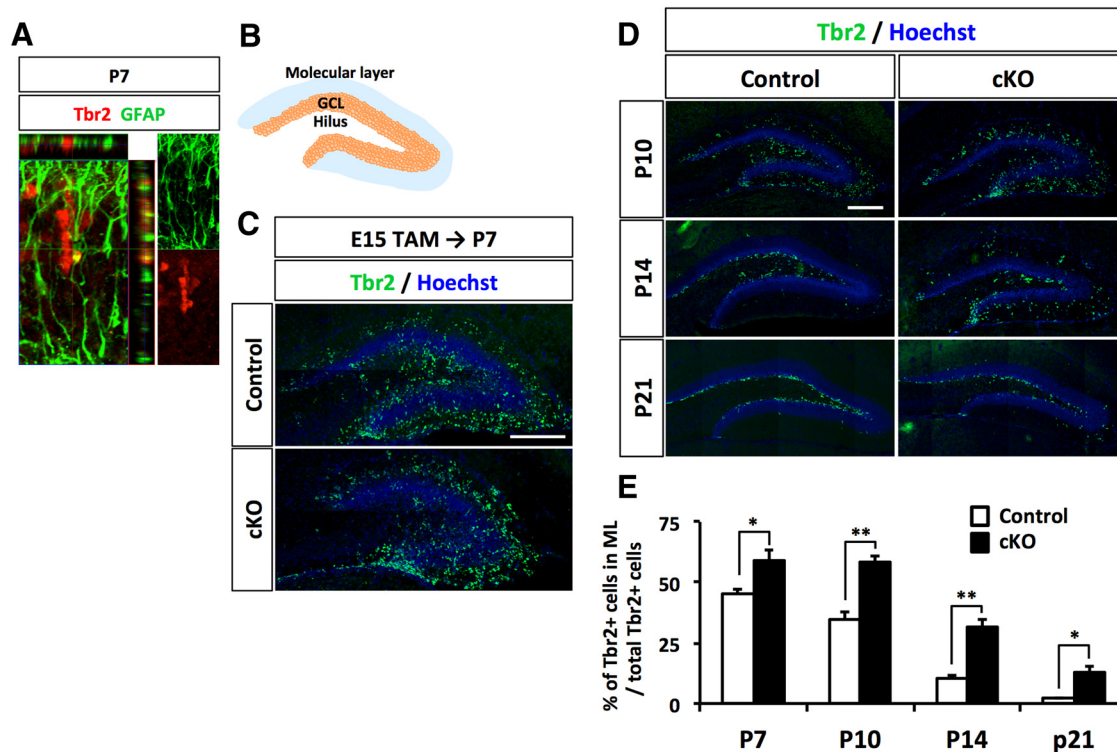 A
P7
Tbr2 GFAP
B
Molecular layer
GCL
Hilus
C
E15 TAM → P7
Tbr2 / Hoechst
Control
cKO
D
Tbr2 / Hoechst
Control cKO
P10
P14
P21
E
% of Tbr2+ cells in ML
/ total Tbr2+ cells
75
50
25
0
* ** ** *
Control
cKO
P7 P10 P14 p21